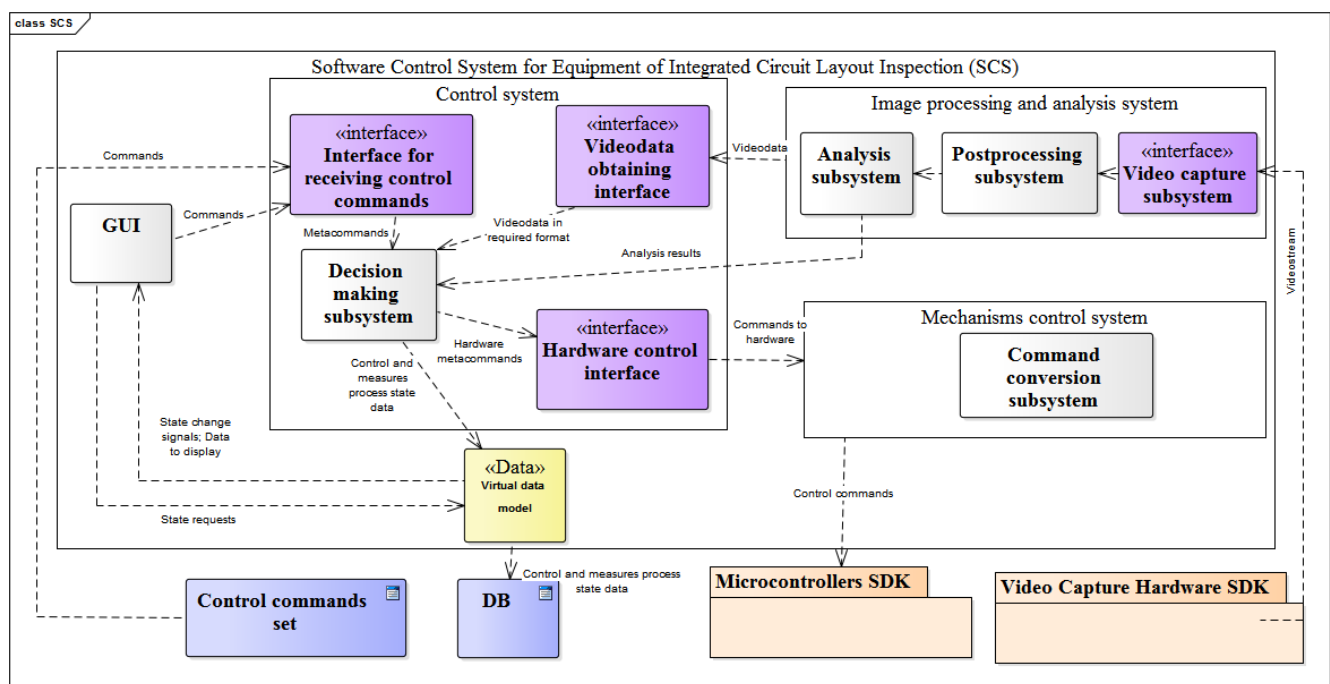 class SCS
Software Control System for Equipment of Integrated Circuit Layout Inspection (SCS)
Control system
Image processing and analysis system
«interface»
Interface for
receiving control
commands
«interface»
Videodata
obtaining
interface
Videodata
Analysis
subsystem
Postprocessing
subsystem
«interface»
Video capture
subsystem
Commands
GUI
Commands
Metacommands
Videodata in
required format
Analysis results
Videostream
Decision
making
subsystem
Hardware
metacommands
«interface»
Hardware control
interface
Commands to
hardware
Mechanisms control system
Command
conversion
subsystem
Control and
measures
process state
data
State change
signals; Data
to display
«Data»
Virtual data
model
State requests
Control commands
Control commands
set
DB
Control and measures process
state data
Microcontrollers SDK
Video Capture Hardware SDK